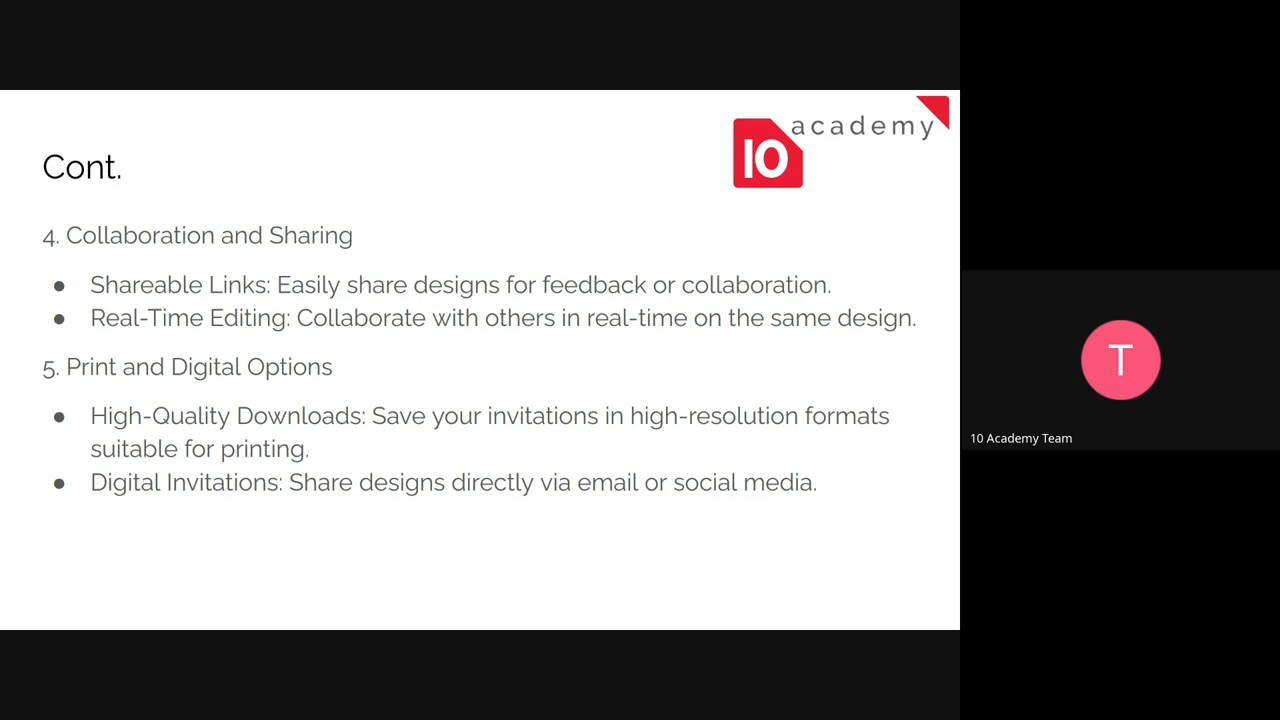 academy
10
Cont.
4. Collaboration and Sharing
● Shareable Links: Easily share designs for feedback or collaboration.
● Real-Time Editing: Collaborate with others in real-time on the same design.
5. Print and Digital Options
● High-Quality Downloads: Save your invitations in high-resolution formats
suitable for printing.
● Digital Invitations: Share designs directly via email or social media.
T
10 Academy Team